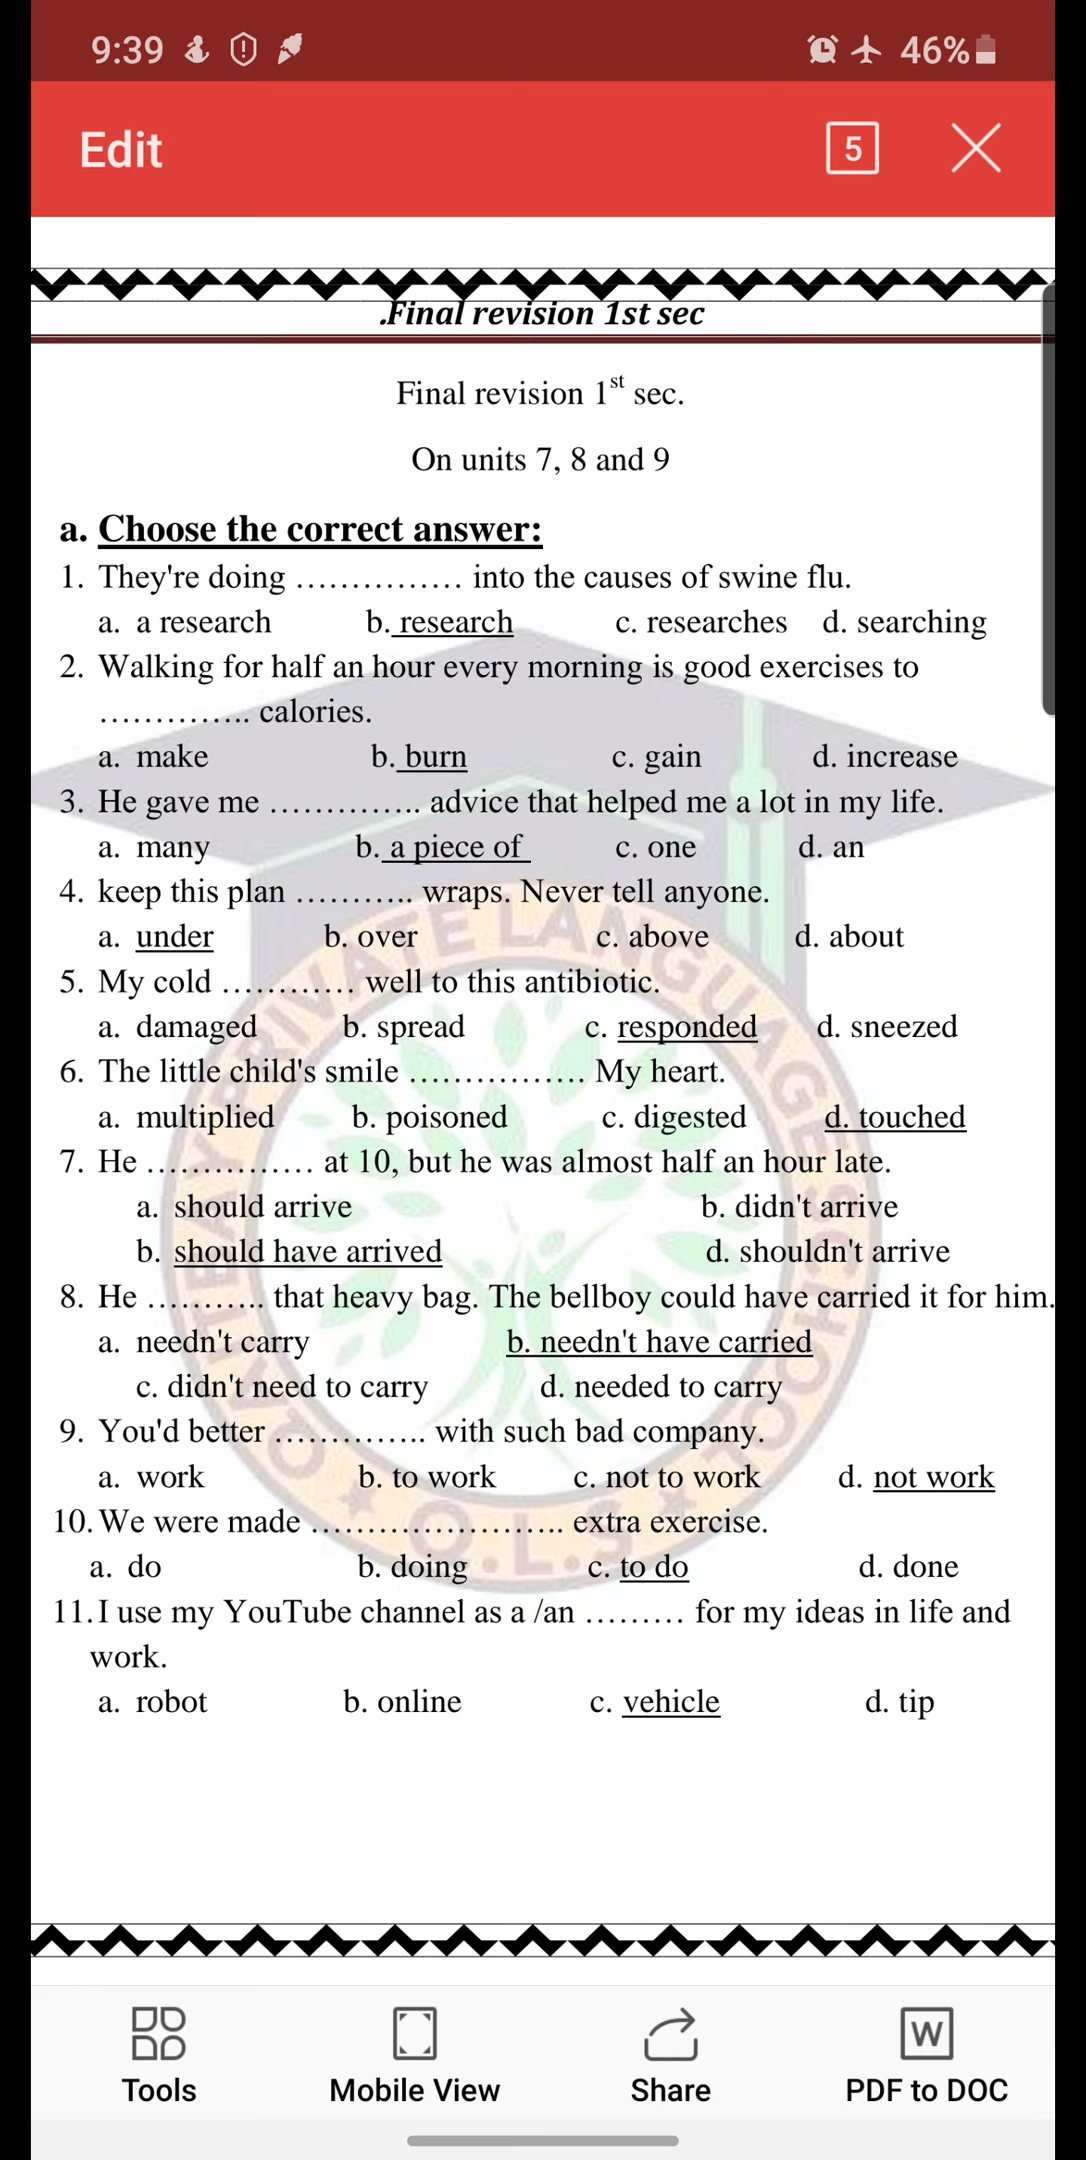 9:39 46%
Edit 5
.Final revision 1st sec
Final revision 1st sec.
On units 7, 8 and 9
a. Choose the correct answer:
1. They're doing …………… into the causes of swine flu.
a. a research b. research c. researches d. searching
2. Walking for half an hour every morning is good exercises to
………….. calories.
a. make b. burn c. gain d. increase
3. He gave me ………….. advice that helped me a lot in my life.
a. many b. a piece of c. one d. an
4. keep this plan ……….. wraps. Never tell anyone.
a. under b. over c. above d. about
5. My cold ………… well to this antibiotic.
a. damaged b. spread c. responded d. sneezed
6. The little child's smile ……………. My heart.
a. multiplied b. poisoned c. digested d. touched
7. He …………… at 10, but he was almost half an hour late.
a. should arrive b. didn't arrive
b. should have arrived d. shouldn't arrive
8. He ……….. that heavy bag. The bellboy could have carried it for him.
a. needn't carry b. needn't have carried
c. didn't need to carry d. needed to carry
9. You'd better ………….. with such bad company.
a. work b. to work c. not to work d. not work
10. We were made ………………….. extra exercise.
a. do b. doing c. to do d. done
11. I use my YouTube channel as a /an ……… for my ideas in life and
work.
a. robot b. online c. vehicle d. tip
PRIVATE LANGUAGE
O.L.S
Tools Mobile View Share W PDF to DOC